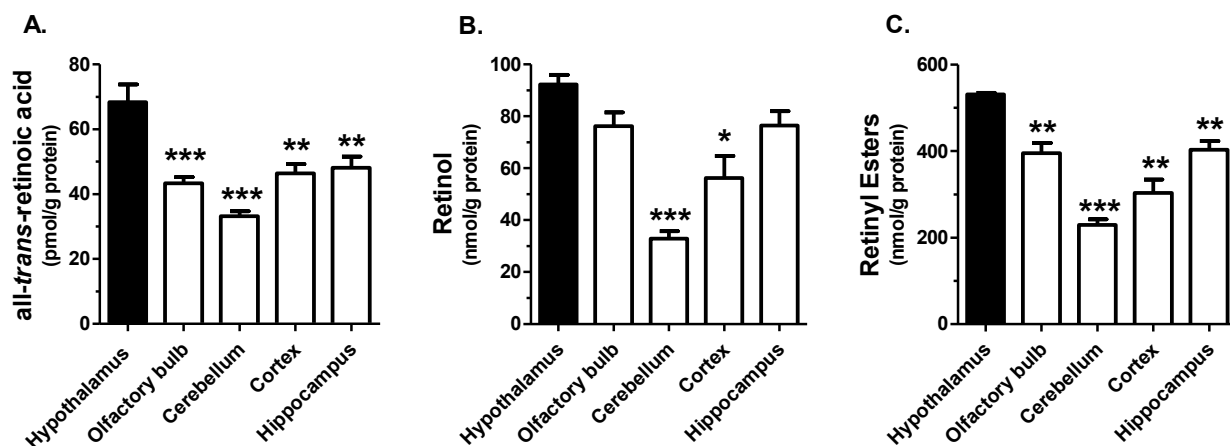 A.
all-trans-retinoic acid
(pmol/g protein)
80
60
40
20
0
***
***
**
**
Hypothalamus
Olfactory bulb
Cerebellum
Cortex
Hippocampus
B.
Retinol
(nmol/g protein)
100
80
60
40
20
0
***
*
Hypothalamus
Olfactory bulb
Cerebellum
Cortex
Hippocampus
C.
Retinyl Esters
(nmol/g protein)
600
400
200
0
**
***
**
**
Hypothalamus
Olfactory bulb
Cerebellum
Cortex
Hippocampus